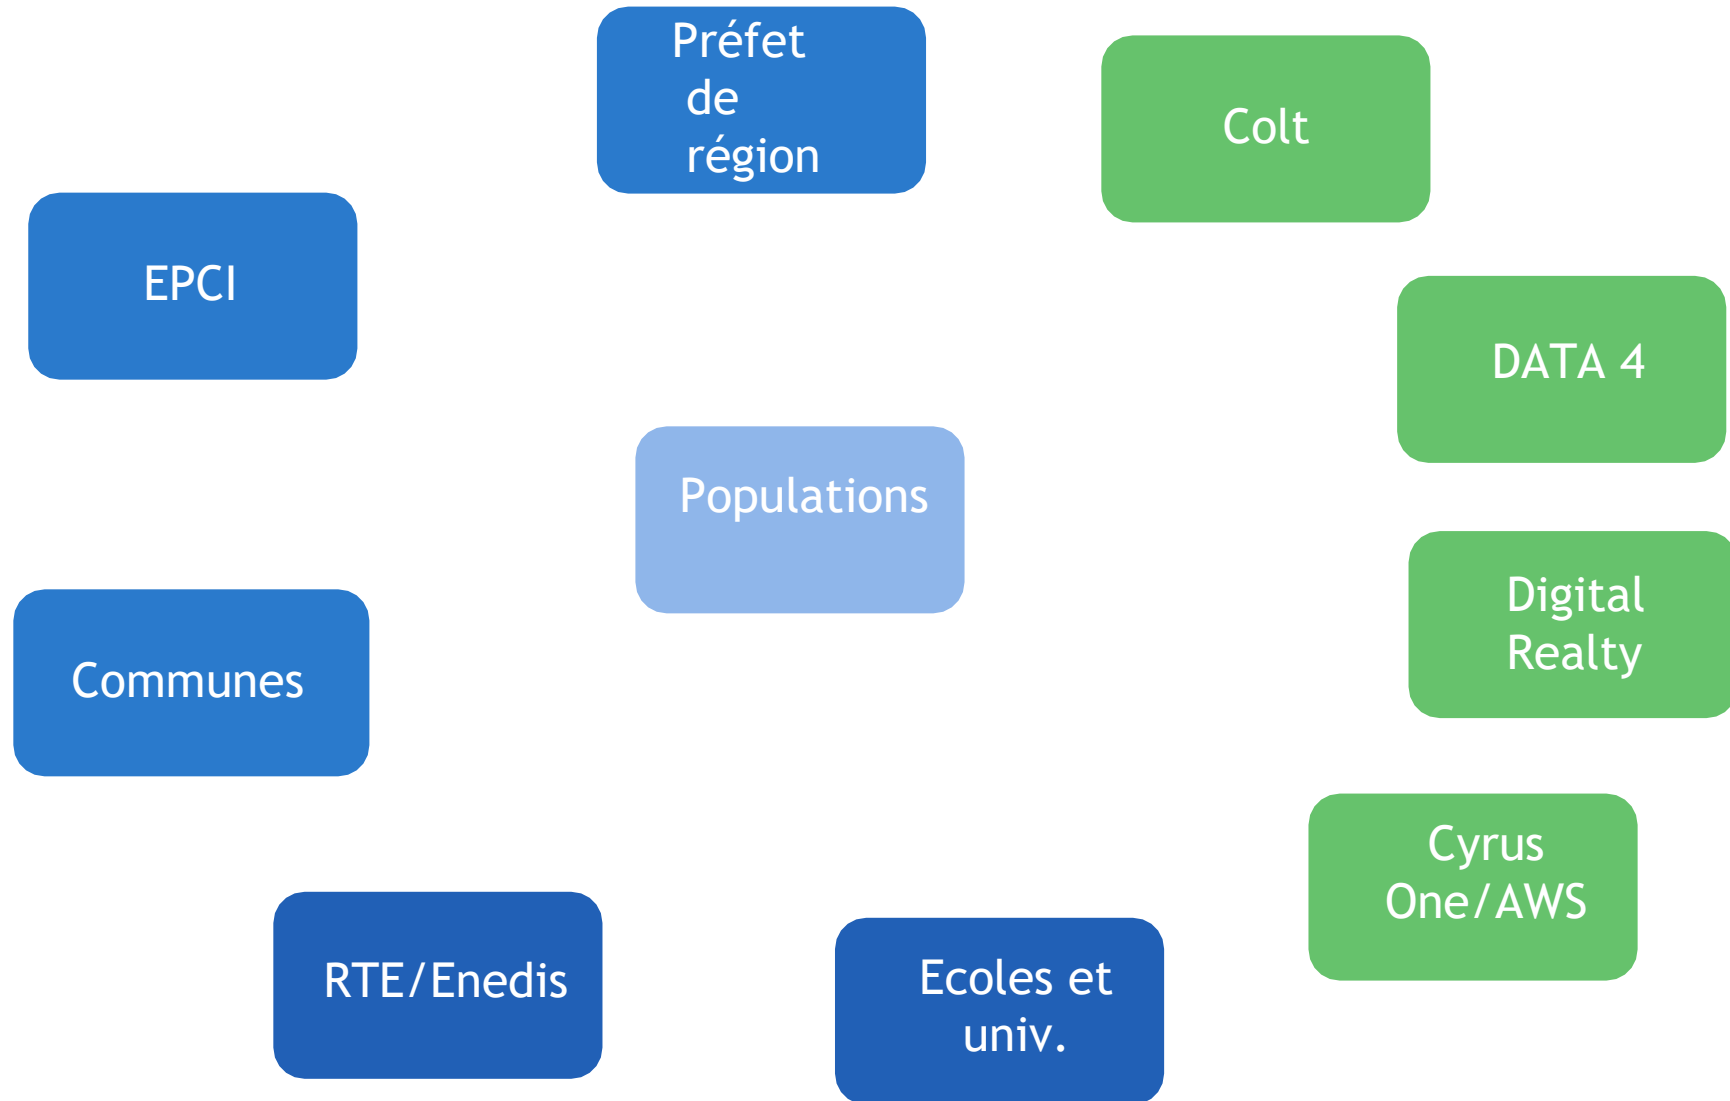 Préfet
de
région
Colt
EPCI
DATA 4
Populations
Digital
Realty
Communes
Cyrus
One/AWS
RTE/Enedis
Ecoles et
univ.